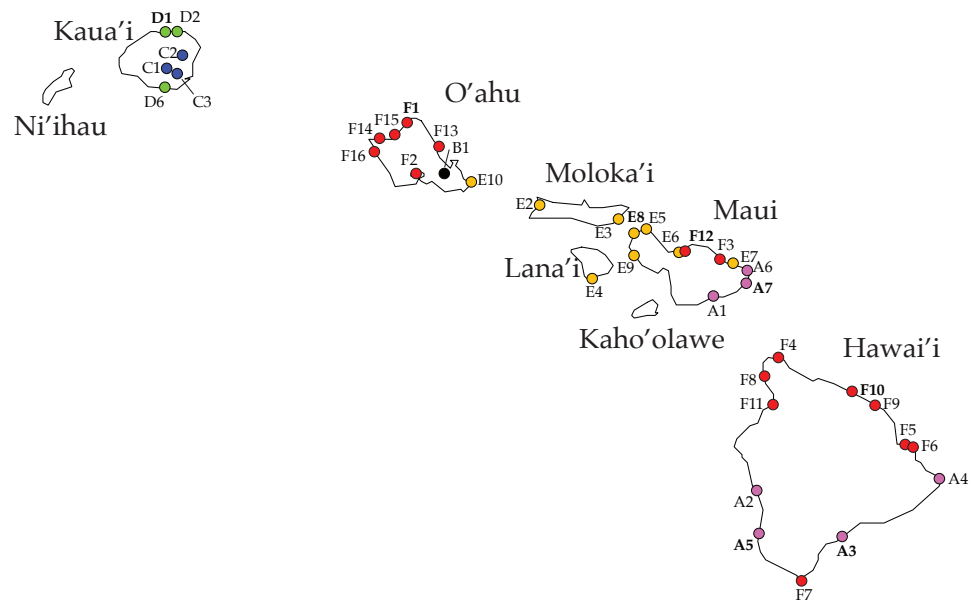 D1 D2
Kaua'i
C2
C1
D6 C3
Ni'ihau
O'ahu
F1
F15
F14 F13
F16 B1
F2
E10
Moloka'i
E2
E3
E8 E5
Maui
E6 F12
F3
E7
E9 A6
Lana'i
A7
E4
A1
Kaho'olawe
Hawai'i
F4
F8
F10
F11 F9
F5
F6
A4
A2
A5 A3
F7